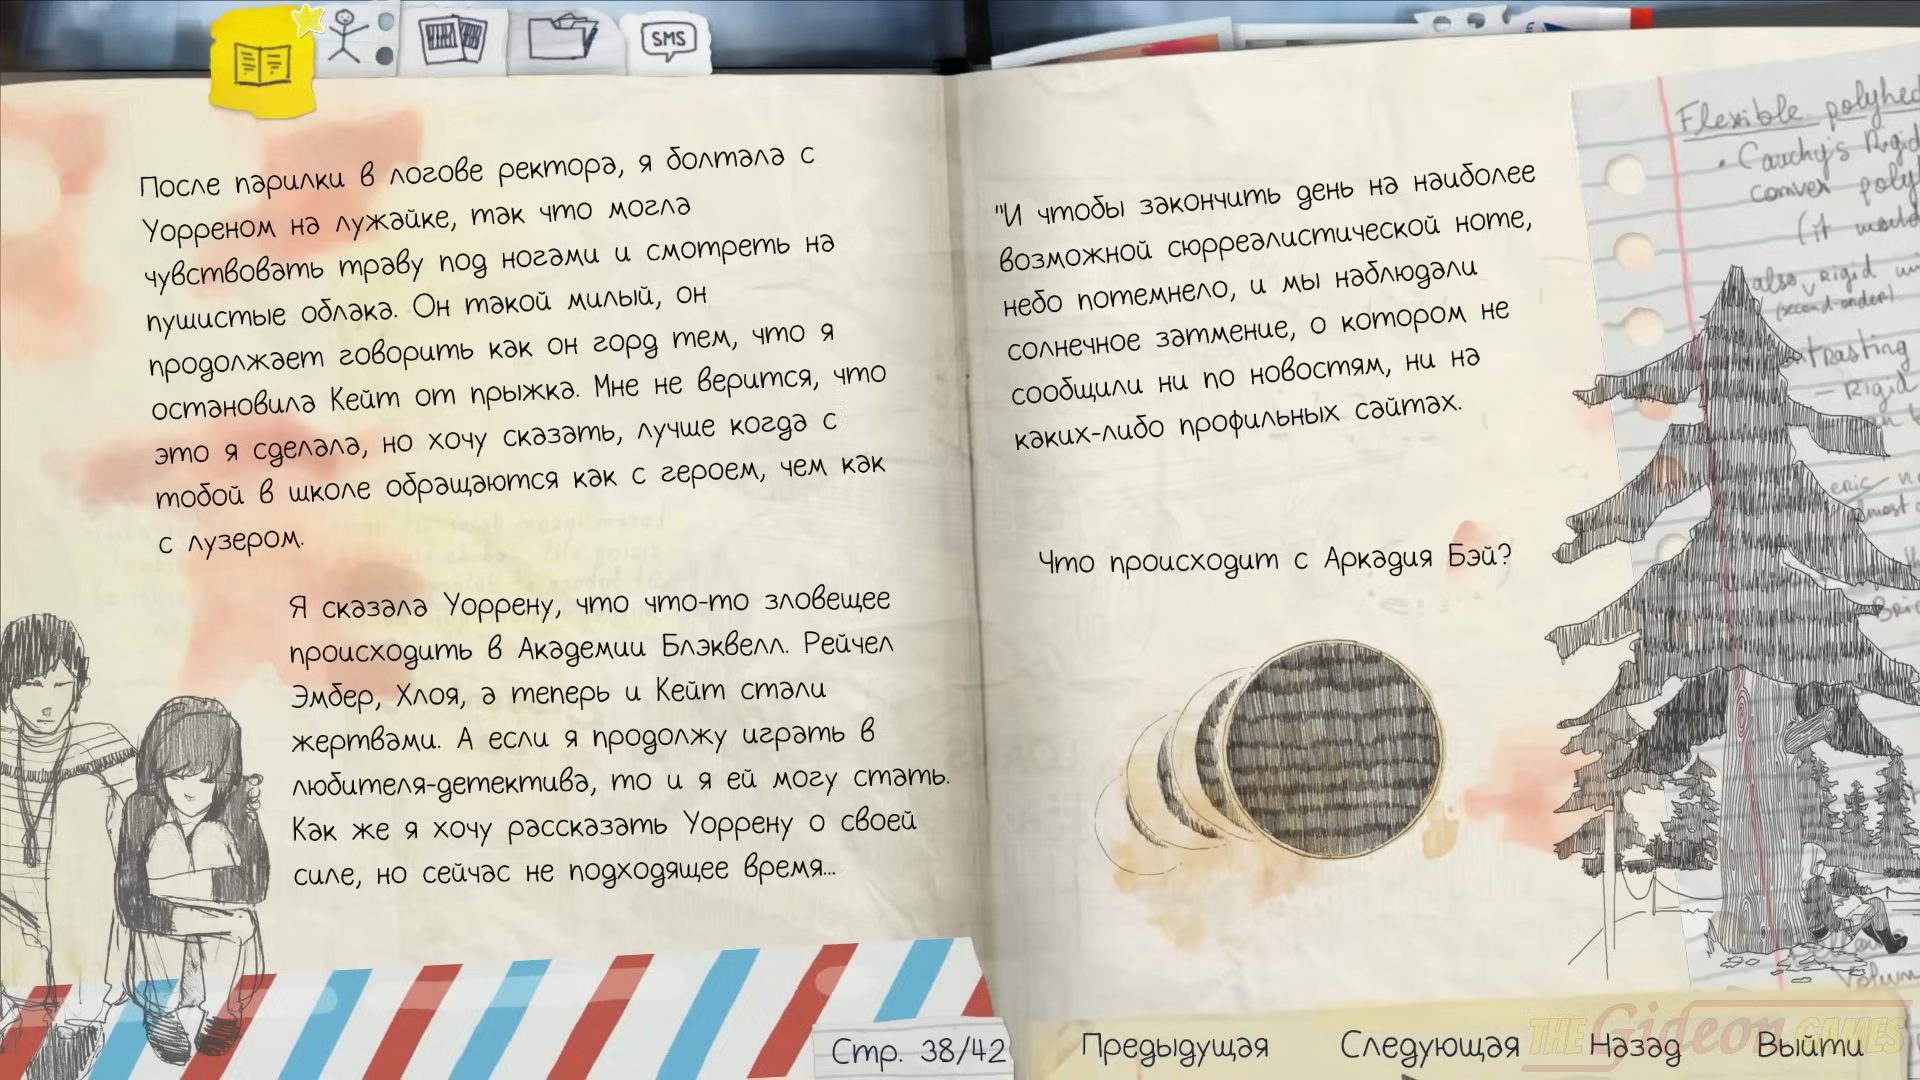 SMS
После парилки в логове ректора, я болтала с
Уорреном на лужайке, так что могла
чувствовать траву под ногами и смотреть на
пушистые облака. Он такой милый, он
продолжает говорить как он горд тем, что я
остановила Кейт от прыжка. Мне не верится, что
это я сделала, но хочу сказать, лучше когда с
тобой в школе обращаются как с героем, чем как
с лузером.
Я сказала Уоррену, что что-то зловещее
происходить в Академии Блэквелл. Рейчел
Эмбер, Хлоя, а теперь и Кейт стали
жертвами. А если я продолжу играть в
любителя-детектива, то и я ей могу стать.
Как же я хочу рассказать Уоррену о своей
силе, но сейчас не подходящее время...
"И чтобы закончить день на наиболее
возможной сюрреалистической ноте,
небо потемнело, и мы наблюдали
солнечное затмение, о котором не
сообщили ни по новостям, ни на
каких-либо профильных сайтах.
Что происходит с Аркадия Бэй?
Flexible
• Cauchy's
convex
(it would
also rigid
(second-order)
- Rigid
Стр. 38/42
Предыдущая
Следующая
Назад
Выйти
THE Gideon GAMES